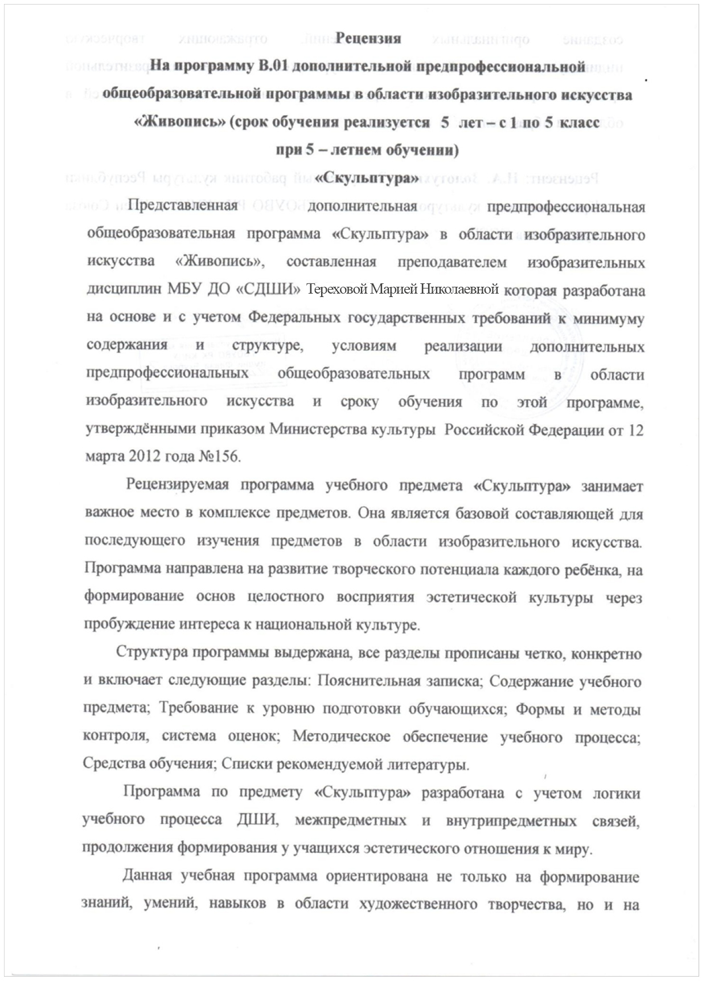 Рецензия
На программу В.01 дополнительной предпрофессиональной
общеобразовательной программы в области изобразительного искусства
«Живопись» (срок обучения реализуется 5 лет – с 1 по 5 класс
при 5 – летнем обучении)
«Скульптура»
Представленная дополнительная предпрофессиональная
общеобразовательная программа «Скульптура» в области изобразительного
искусства «Живопись», составленная преподавателем изобразительных
дисциплин МБУ ДО «СДШИ» Тереховой Марией Николаевной которая разработана
на основе и с учетом Федеральных государственных требований к минимуму
содержания и структуре, условиям реализации дополнительных
предпрофессиональных общеобразовательных программ в области
изобразительного искусства и сроку обучения по этой программе,
утверждёнными приказом Министерства культуры Российской Федерации от 12
марта 2012 года №156.
Рецензируемая программа учебного предмета «Скульптура» занимает
важное место в комплексе предметов. Она является базовой составляющей для
последующего изучения предметов в области изобразительного искусства.
Программа направлена на развитие творческого потенциала каждого ребёнка, на
формирование основ целостного восприятия эстетической культуры через
пробуждение интереса к национальной культуре.
Структура программы выдержана, все разделы прописаны четко, конкретно
и включает следующие разделы: Пояснительная записка; Содержание учебного
предмета; Требование к уровню подготовки обучающихся; Формы и методы
контроля, система оценок; Методическое обеспечение учебного процесса;
Средства обучения; Списки рекомендуемой литературы.
Программа по предмету «Скульптура» разработана с учетом логики
учебного процесса ДШИ, межпредметных и внутрипредметных связей,
продолжения формирования у учащихся эстетического отношения к миру.
Данная учебная программа ориентирована не только на формирование
знаний, умений, навыков в области художественного творчества, но и на